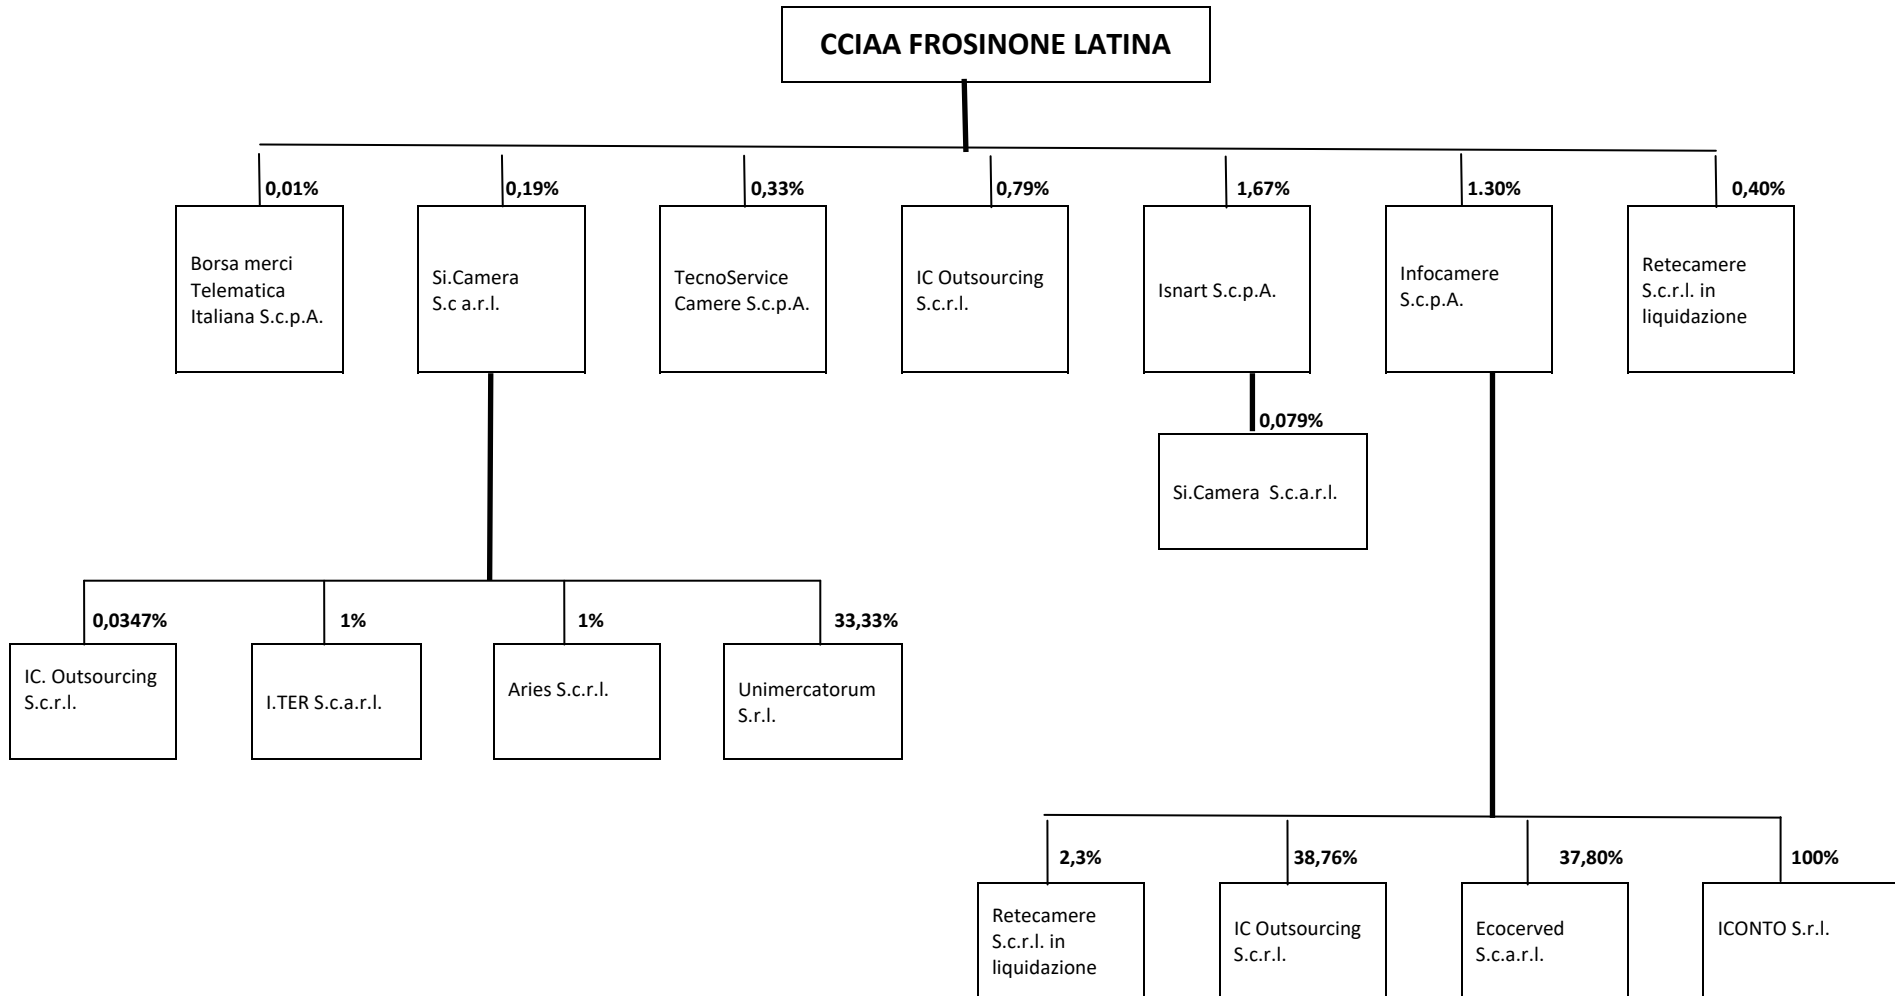 CCIAA FROSINONE LATINA
0,01%
0,19%
0,33%
0,79%
1,67%
1.30%
0,40%
Borsa merci
Telematica
Italiana S.c.p.A.
Si.Camera
S.c a.r.l.
TecnoService
Camere S.c.p.A.
IC Outsourcing
S.c.r.l.
Isnart S.c.p.A.
Infocamere
S.c.p.A.
Retecamere
S.c.r.l. in
liquidazione
0,079%
Si.Camera  S.c.a.r.l.
0,0347%
1%
1%
33,33%
IC. Outsourcing
S.c.r.l.
I.TER S.c.a.r.l.
Aries S.c.r.l.
Unimercatorum
S.r.l.
2,3%
38,76%
37,80%
100%
Retecamere
S.c.r.l. in
liquidazione
IC Outsourcing
S.c.r.l.
Ecocerved
S.c.a.r.l.
ICONTO S.r.l.